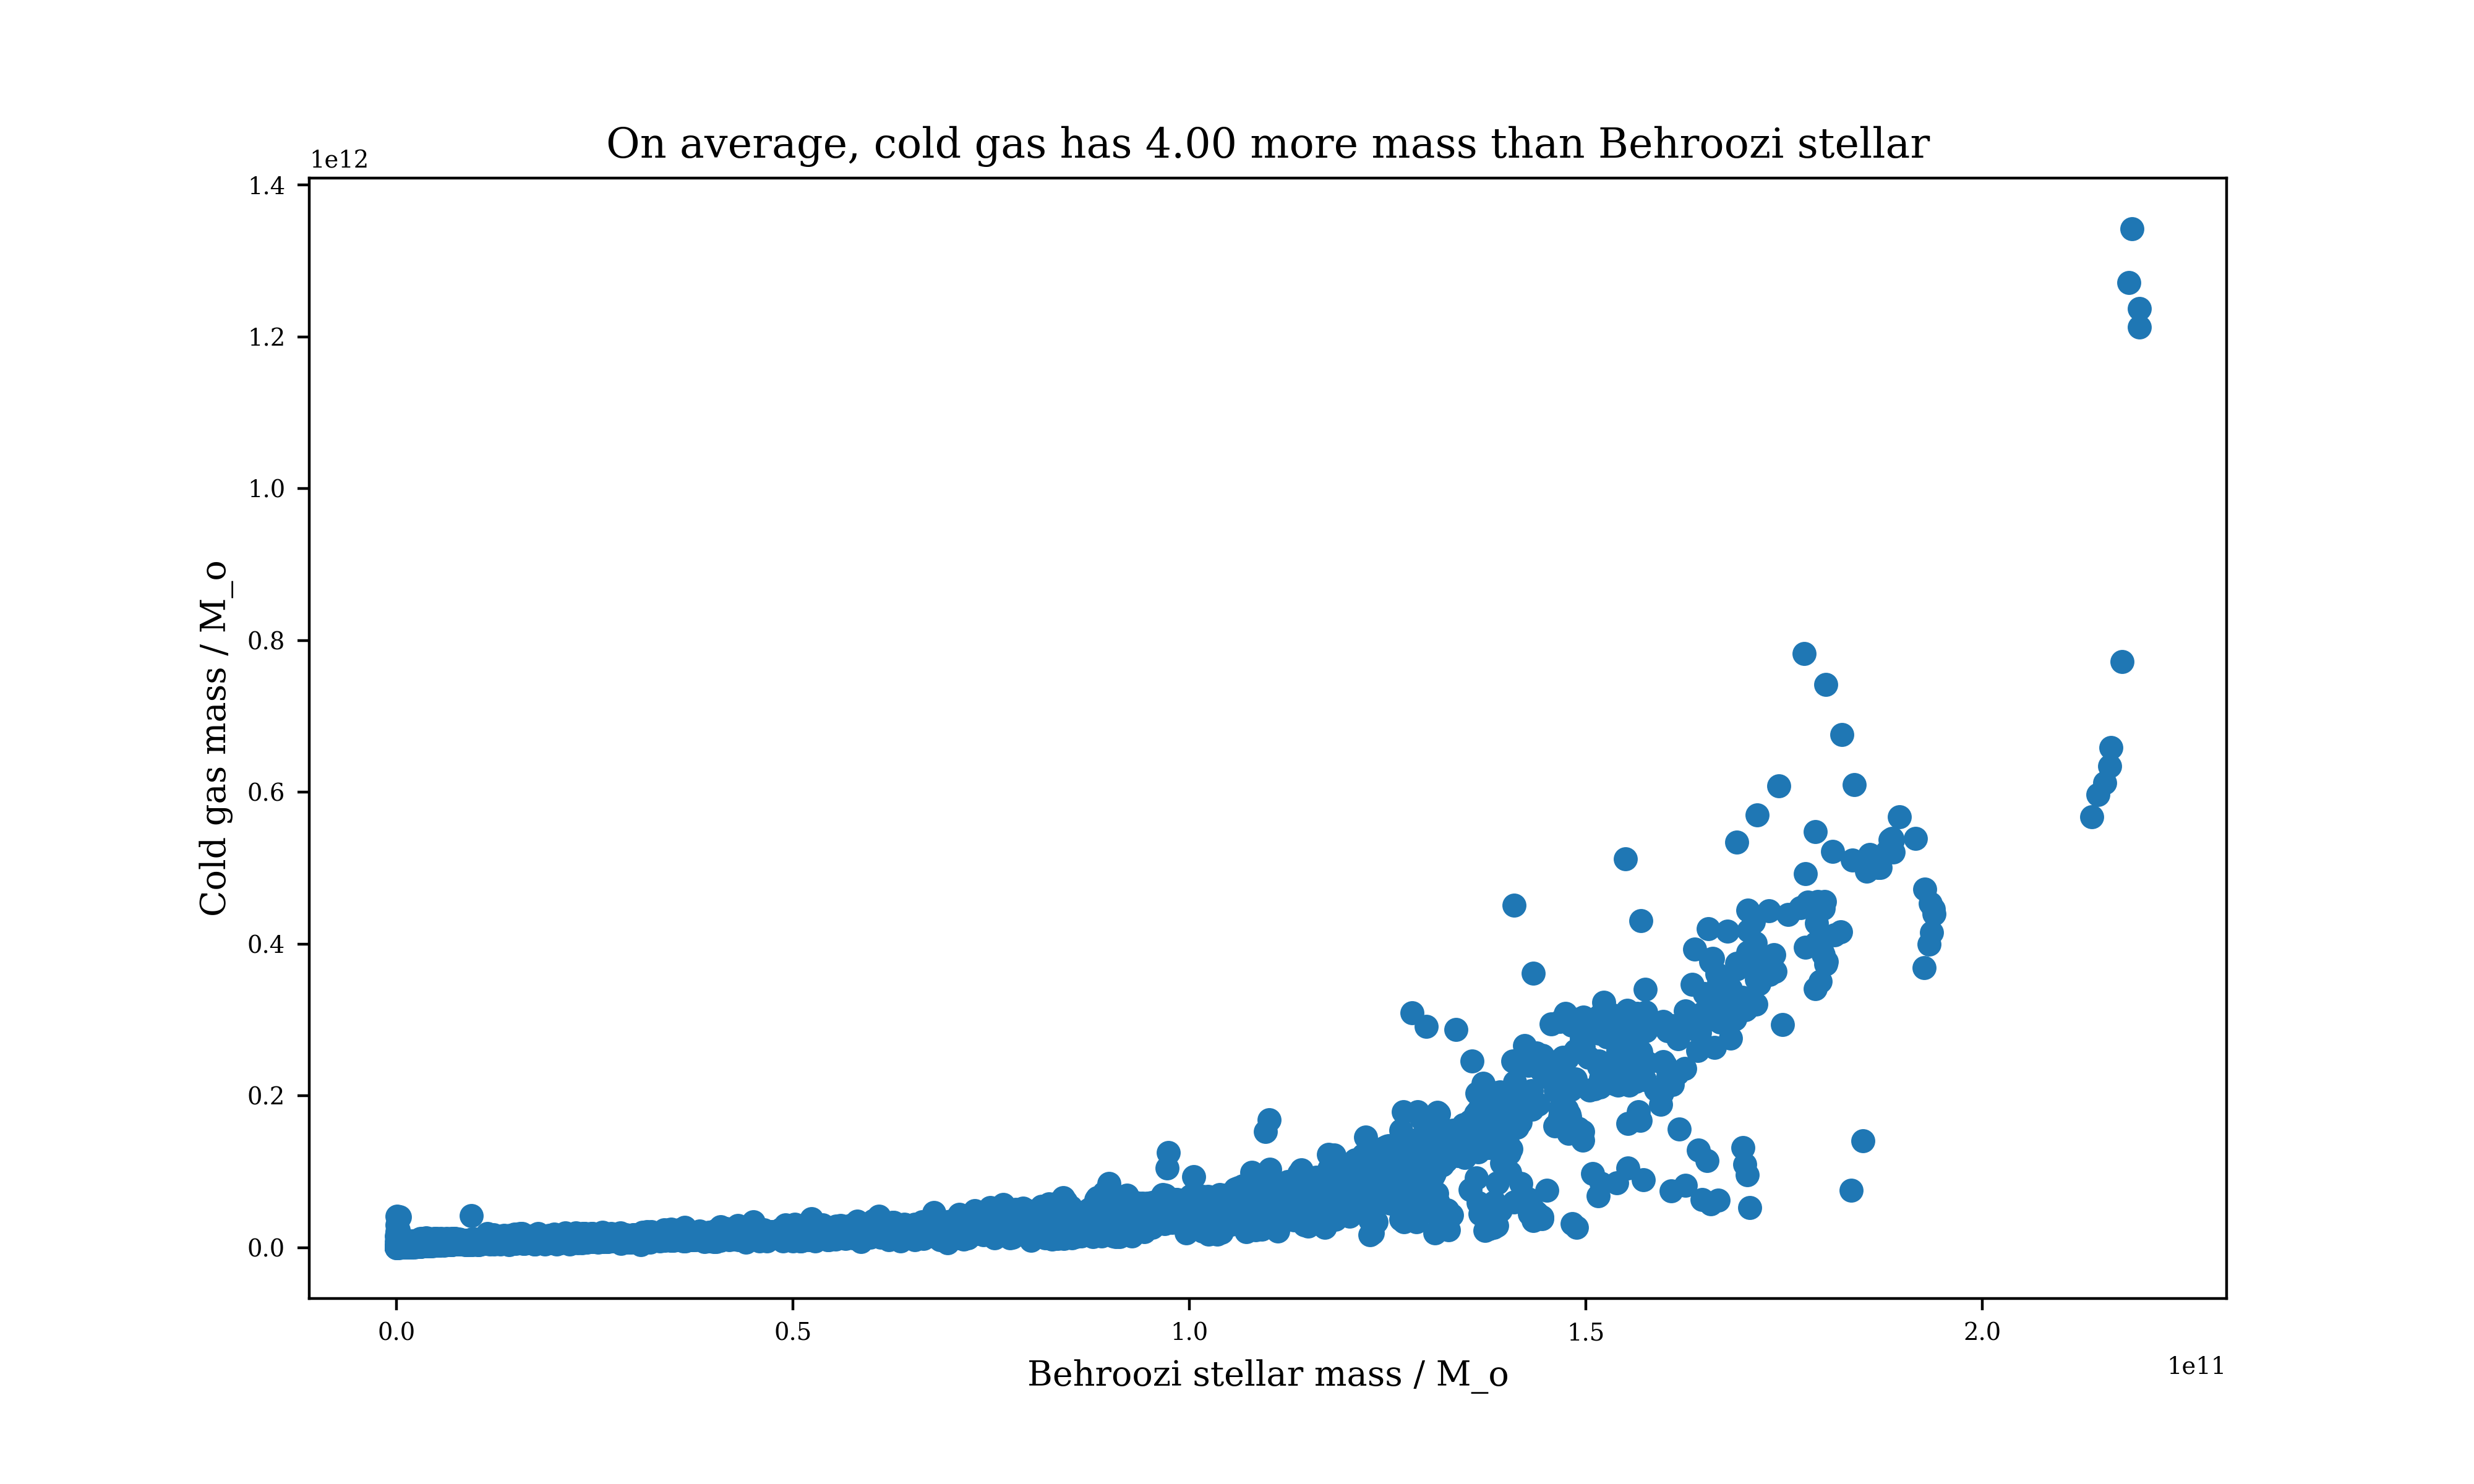 On average, cold gas has 4.00 more mass than Behroozi stellar
1e12
1.4
1.2
1.0
0.8
0.6
0.4
0.2
0.0
Cold gas mass / M_o
0.0 0.5 1.0 1.5 2.0
1e11
Behroozi stellar mass / M_o